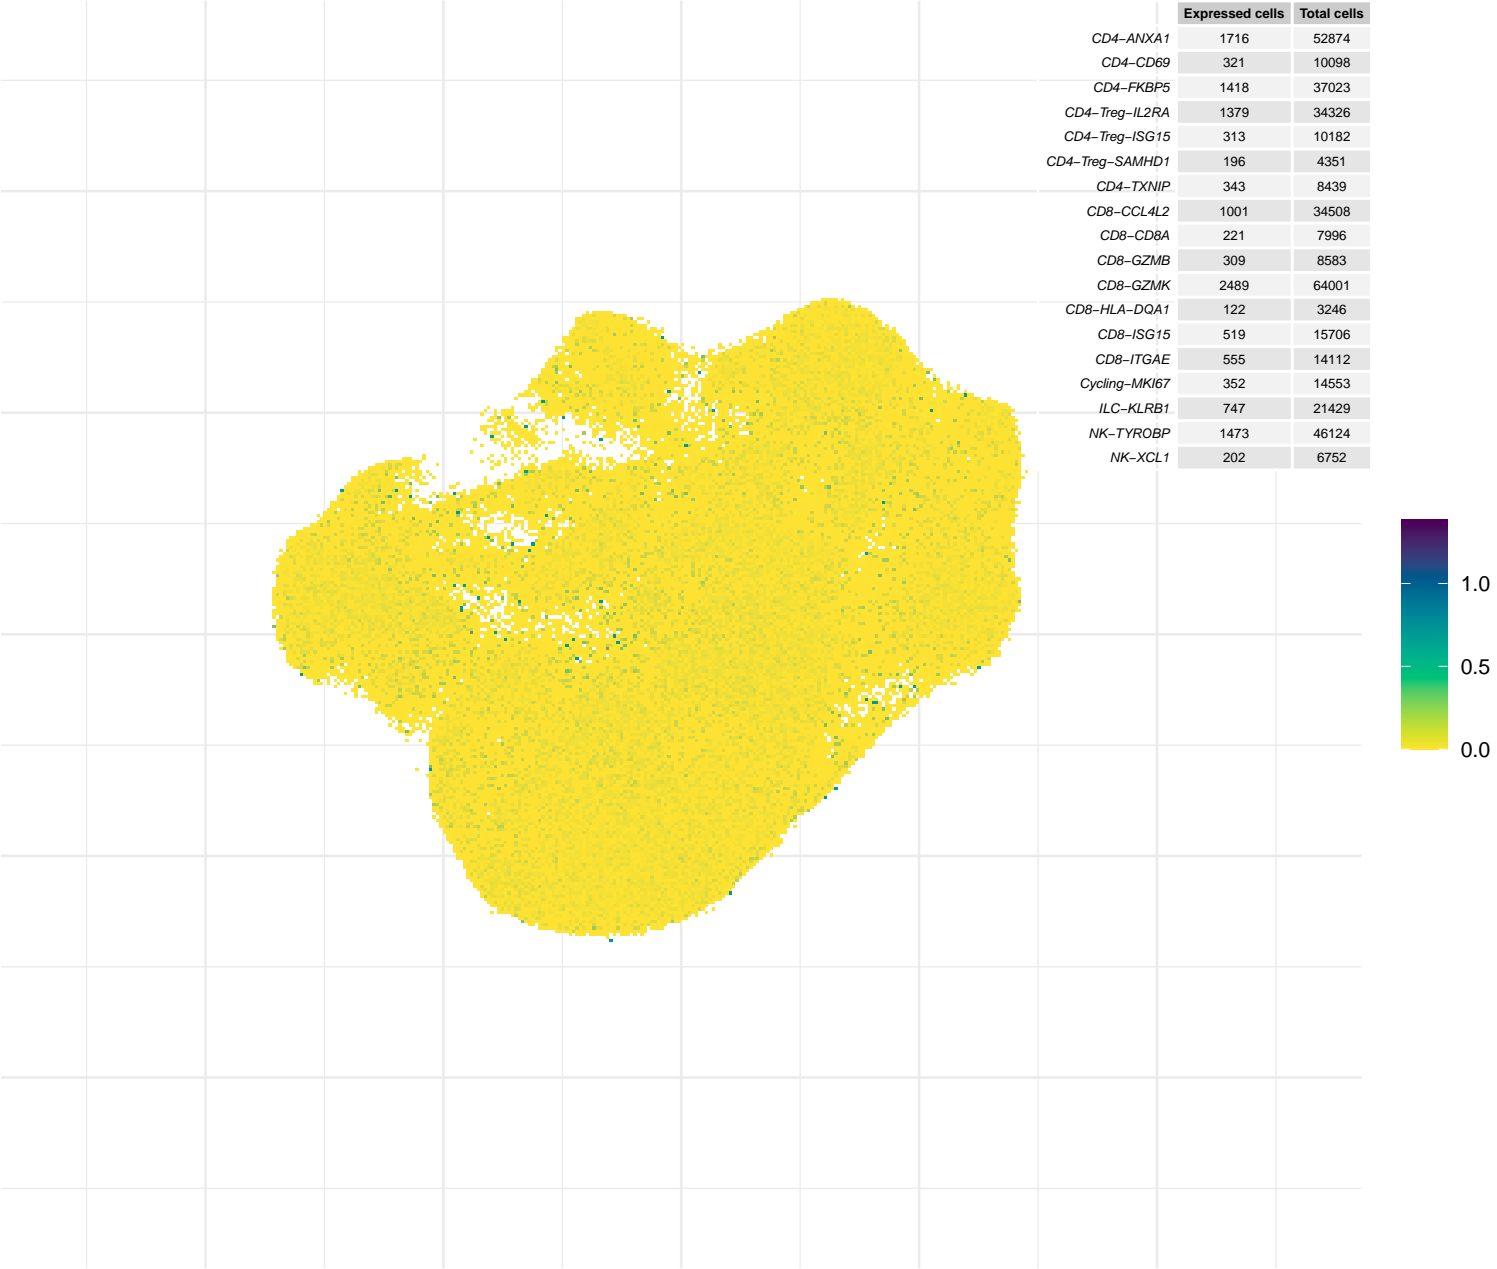 Expressed cells Total cells
CD4−ANXA1 1716 52874
CD4−CD69 321 10098
CD4−FKBP5 1418 37023
CD4−Treg−IL2RA 1379 34326
CD4−Treg−ISG15 313 10182
CD4−Treg−SAMHD1 196 4351
CD4−TXNIP 343 8439
CD8−CCL4L2 1001 34508
CD8−CD8A 221 7996
CD8−GZMB 309 8583
CD8−GZMK 2489 64001
CD8−HLA−DQA1 122 3246
CD8−ISG15 519 15706
CD8−ITGAE 555 14112
Cycling−MKI67 352 14553
ILC−KLRB1 747 21429
NK−TYROBP 1473 46124
NK−XCL1 202 6752
1.0
0.5
0.0